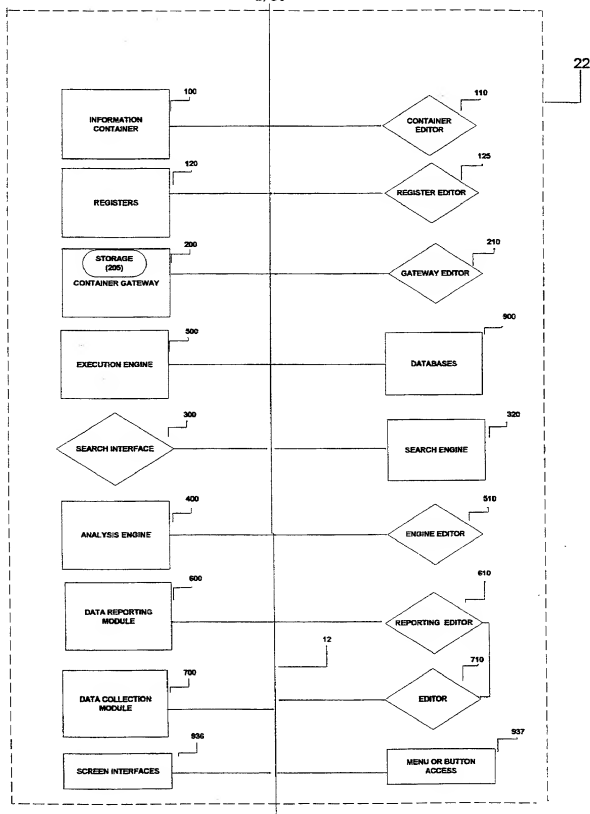 22
100
INFORMATION
CONTAINER
110
CONTAINER
EDITOR
120
REGISTERS
125
REGISTER EDITOR
200
STORAGE
(205)
CONTAINER GATEWAY
210
GATEWAY EDITOR
500
EXECUTION ENGINE
900
DATABASES
300
SEARCH INTERFACE
320
SEARCH ENGINE
400
ANALYSIS ENGINE
510
ENGINE EDITOR
600
DATA REPORTING
MODULE
610
REPORTING EDITOR
12
700
DATA COLLECTION
MODULE
710
EDITOR
936
SCREEN INTERFACES
937
MENU OR BUTTON
ACCESS